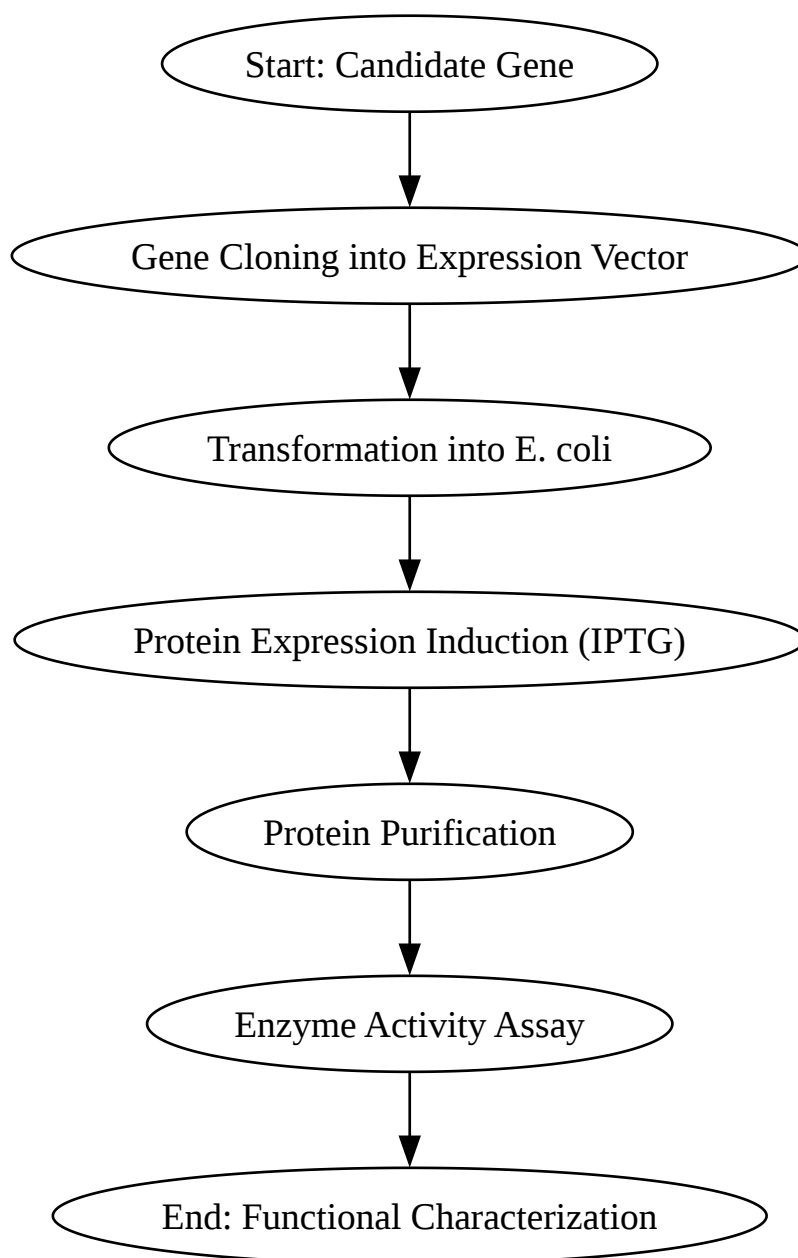 Start: Candidate Gene
Gene Cloning into Expression Vector
Transformation into E. coli
Protein Expression Induction (IPTG)
Protein Purification
Enzyme Activity Assay
End: Functional Characterization